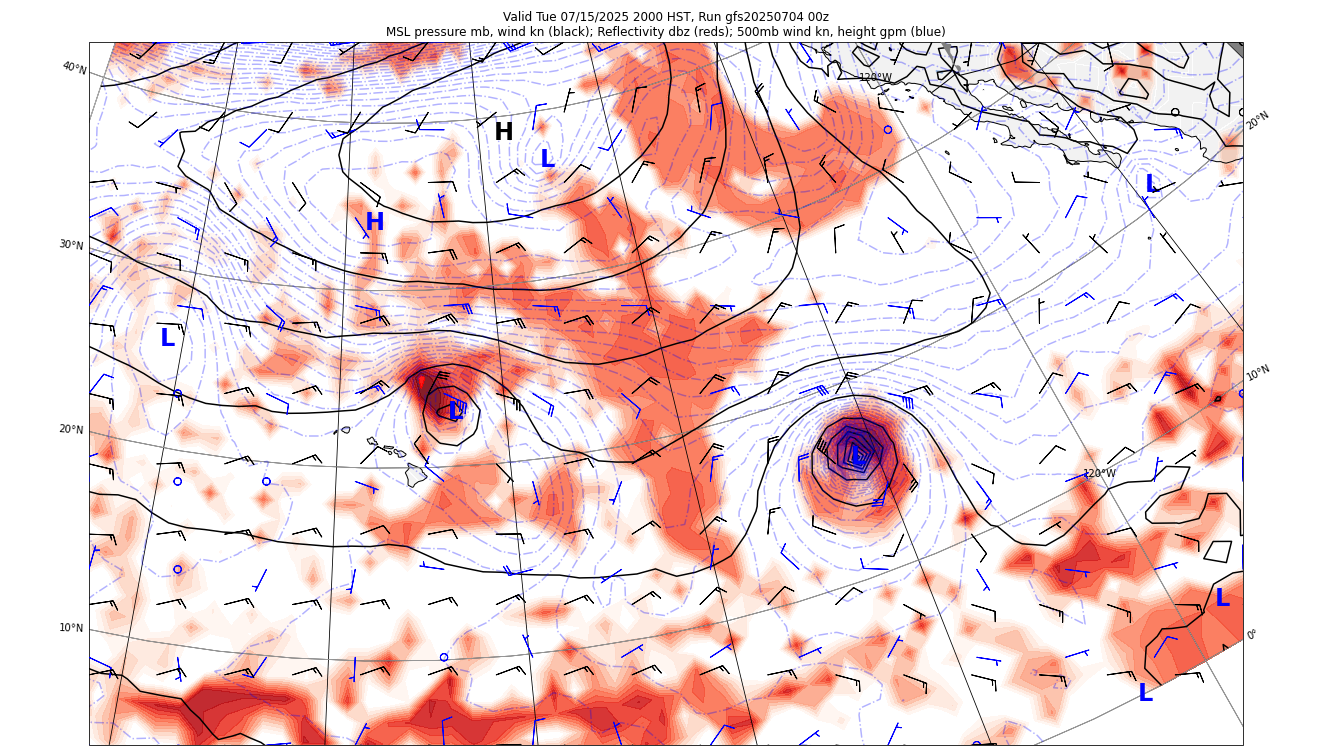 Valid Tue 07/15/2025 2000 HST, Run gfs20250704 00z
MSL pressure mb, wind kn (black); Reflectivity dbz (reds); 500mb wind kn, height gpm (blue)
40°N
120°W
20°N
H
L
L
H
30°N
L
10°N
L
20°N
L
120°W
L
10°N
0°
L